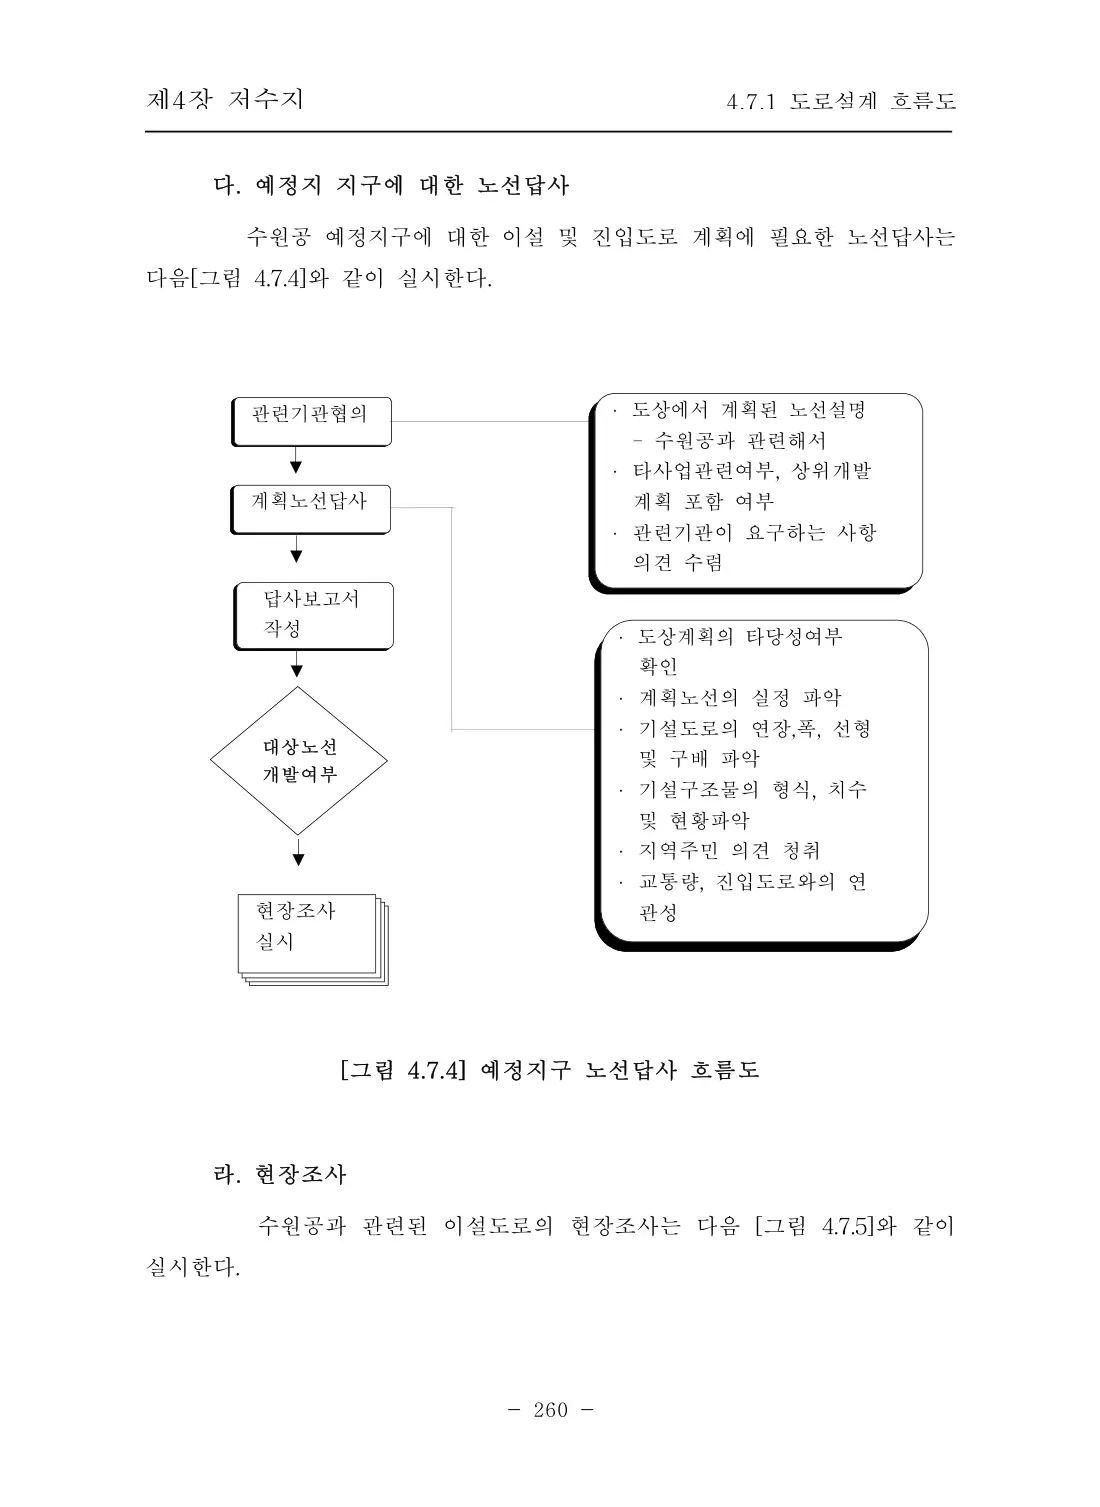 제4장 저수지
4.7.1 도로설계 흐름도
다. 예정지 지구에 대한 노선답사
수원공 예정지구에 대한 이설 및 진입도로 계획에 필요한 노선답사는
다음[그림 4.7.4]와 같이 실시한다.
관련기관협의
계획노선답사
답사보고서
작성
대상노선
개발여부
현장조사
실시
· 도상에서 계획된 노선설명
- 수원공과 관련해서
· 타사업관련여부, 상위개발
계획 포함 여부
· 관련기관이 요구하는 사항
의견 수렴
· 도상계획의 타당성여부
확인
· 계획노선의 실정 파악
· 기설도로의 연장,폭, 선형
및 구배 파악
· 기설구조물의 형식, 치수
및 현황파악
· 지역주민 의견 청취
· 교통량, 진입도로와의 연
관성
[그림 4.7.4] 예정지구 노선답사 흐름도
라. 현장조사
수원공과 관련된 이설도로의 현장조사는 다음 [그림 4.7.5]와 같이
실시한다.
- 260 -